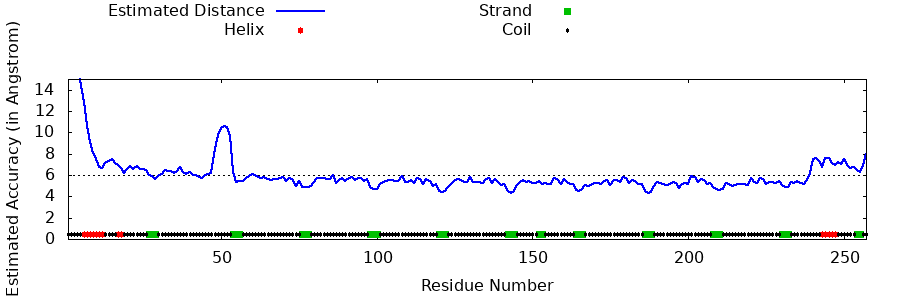 Estimated Distance
Helix
Strand
Coil
Estimated Accuracy (in Angstrom)
14
12
10
8
6
4
2
0
50
100
150
200
250
Residue Number